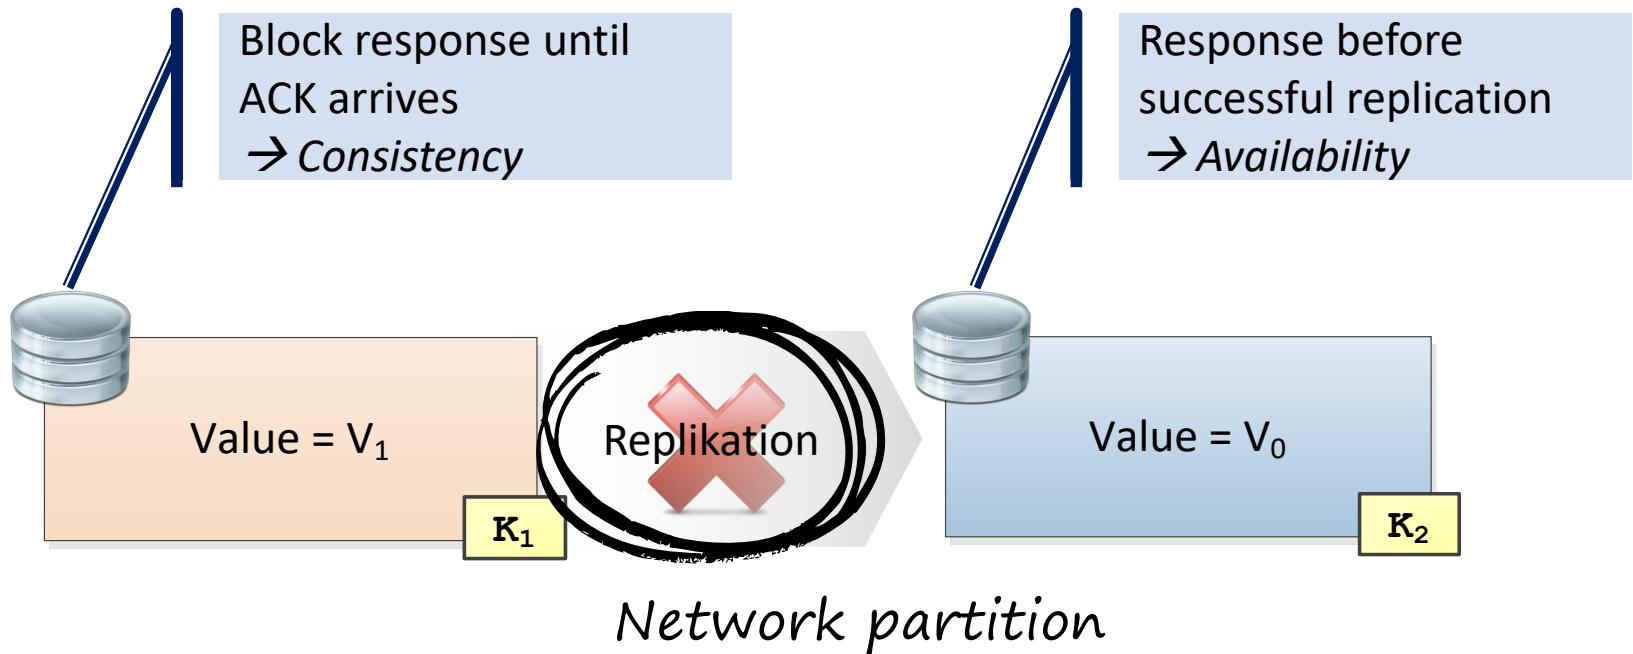 Block response until
ACK arrives
→ Consistency
Response before
successful replication
→ Availability
Value = V₁
Replikation
Value = V₀
K₁
K₂
Network partition